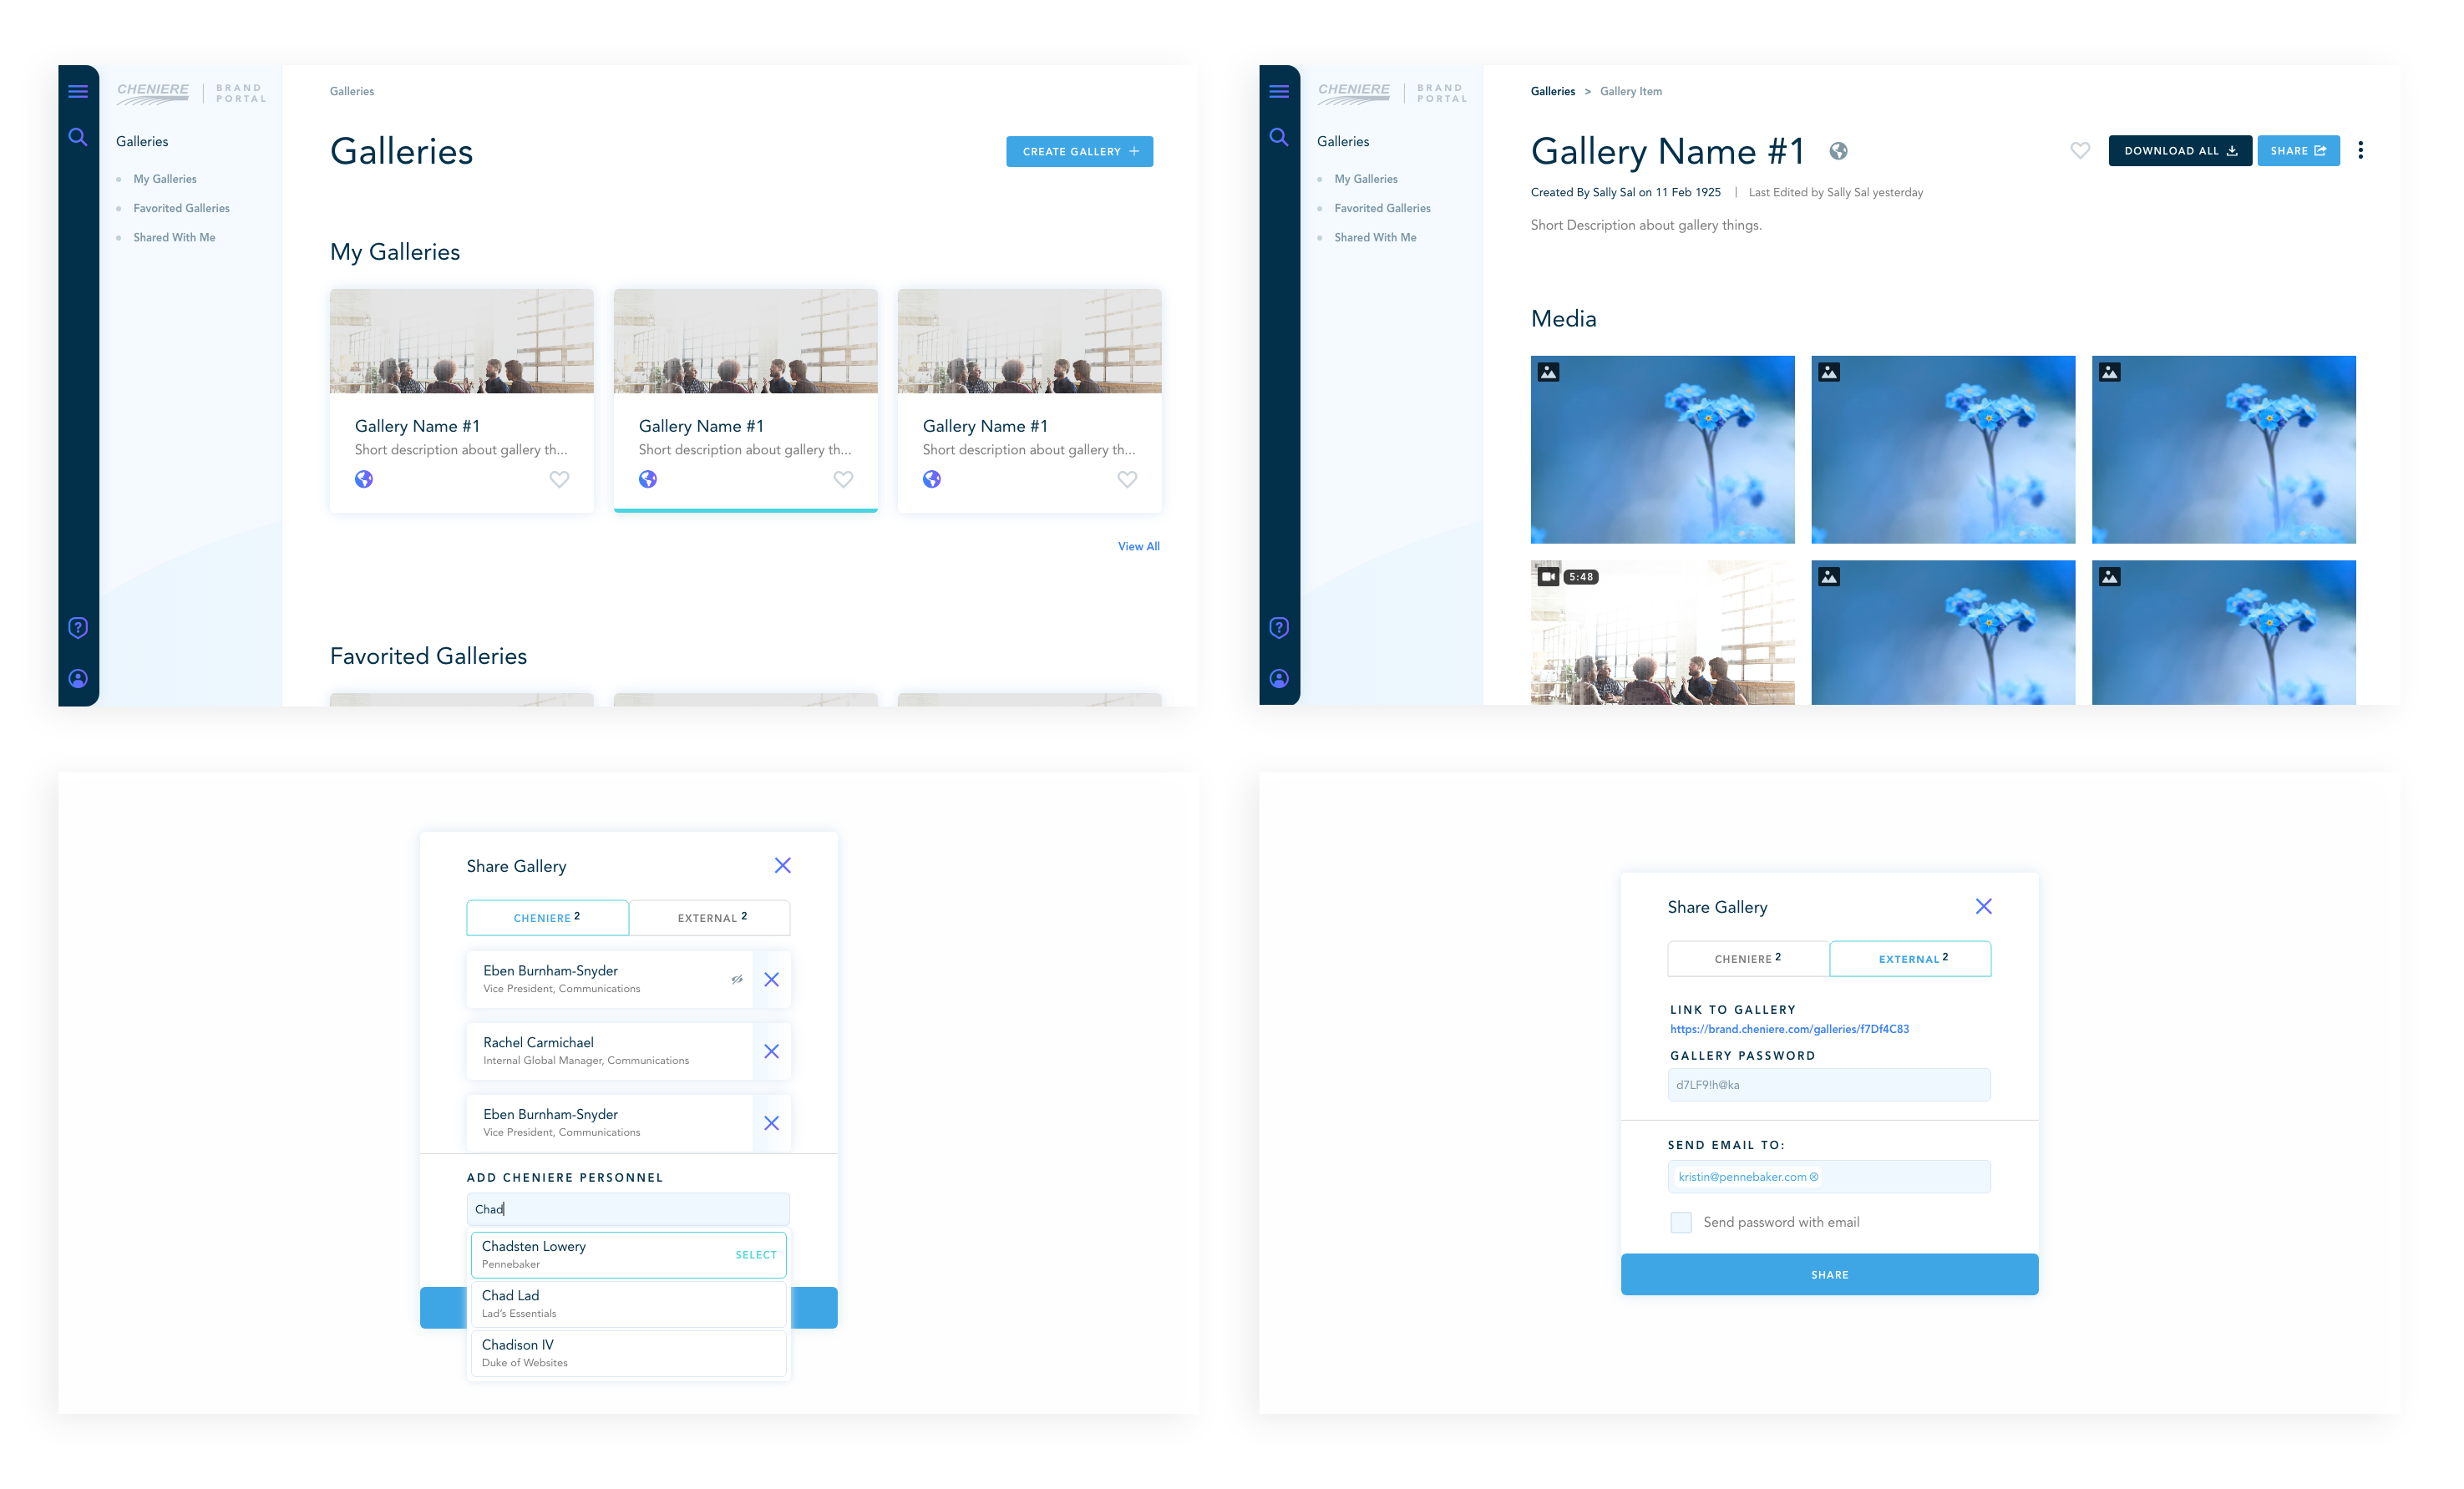 CHENIERE
BRAND
PORTAL
Galleries
My Galleries
Favorited Galleries
Shared With Me
Galleries
Galleries
CREATE GALLERY
My Galleries
Gallery Name #1
Short description about gallery th...
Gallery Name #1
Short description about gallery th...
Gallery Name #1
Short description about gallery th...
View All
Favorited Galleries
CHENIERE
BRAND
PORTAL
Galleries
My Galleries
Favorited Galleries
Shared With Me
Galleries > Gallery Item
Gallery Name #1
DOWNLOAD ALL
SHARE
Created By Sally Sal on 11 Feb 1925 | Last Edited by Sally Sal yesterday
Short Description about gallery things.
Media
5:48
Share Gallery
CHENIERE 2
EXTERNAL 2
Eben Burnham-Snyder
Vice President, Communications
Rachel Carmichael
Internal Global Manager, Communications
Eben Burnham-Snyder
Vice President, Communications
ADD CHENIERE PERSONNEL
Chad
Chadsten Lowery
Pennebaker
SELECT
Chad Lad
Lad's Essentials
Chadison IV
Duke of Websites
Share Gallery
CHENIERE 2
EXTERNAL 2
LINK TO GALLERY
https://brand.cheniere.com/galleries/f7Df4C83
GALLERY PASSWORD
d7LF9!h@ka
SEND EMAIL TO:
kristin@pennebaker.com
Send password with email
SHARE